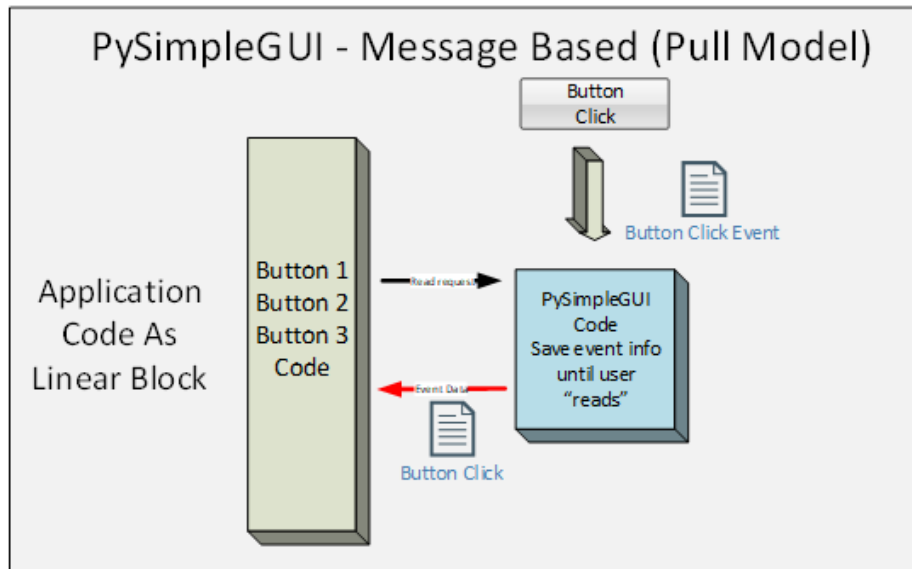 PySimpleGUI - Message Based (Pull Model)
Button
Click
Button Click Event
Application
Code As
Linear Block
Button 1
Button 2
Button 3
Code
Read request
PySimpleGUI
Code
Save event info
until user
“reads”
Event Data
Button Click